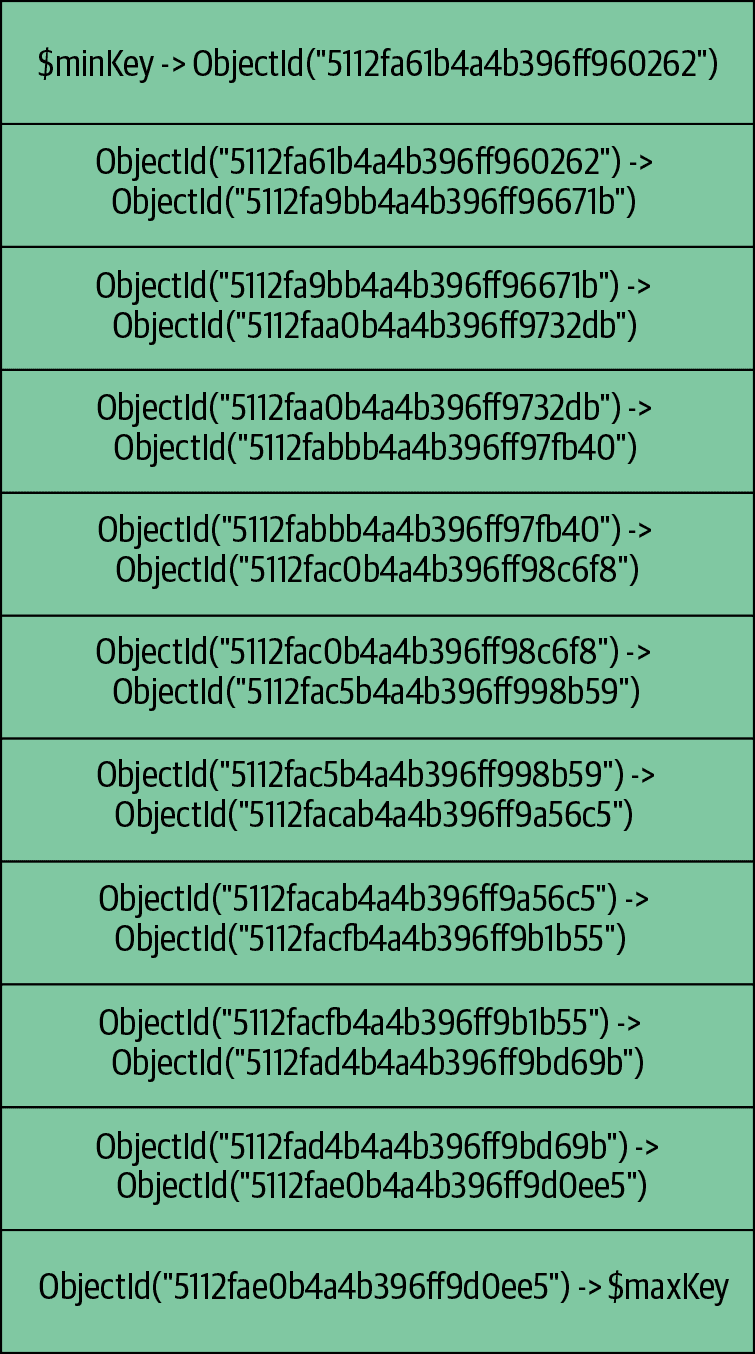 $minKey -> ObjectId("5112fa61b4a4b396ff960262")
ObjectId("5112fa61b4a4b396ff960262") ->
ObjectId("5112fa9bb4a4b396ff96671b")
ObjectId("5112fa9bb4a4b396ff96671b") ->
ObjectId("5112faa0b4a4b396ff9732db")
ObjectId("5112faa0b4a4b396ff9732db") ->
ObjectId("5112fabbb4a4b396ff97fb40")
ObjectId("5112fabbb4a4b396ff97fb40") ->
ObjectId("5112fac0b4a4b396ff98c6f8")
ObjectId("5112fac0b4a4b396ff98c6f8") ->
ObjectId("5112fac5b4a4b396ff998b59")
ObjectId("5112fac5b4a4b396ff998b59") ->
ObjectId("5112facab4a4b396ff9a56c5")
ObjectId("5112facab4a4b396ff9a56c5") ->
ObjectId("5112facfb4a4b396ff9b1b55")
ObjectId("5112facfb4a4b396ff9b1b55") ->
ObjectId("5112fad4b4a4b396ff9bd69b")
ObjectId("5112fad4b4a4b396ff9bd69b") ->
ObjectId("5112fae0b4a4b396ff9d0ee5")
ObjectId("5112fae0b4a4b396ff9d0ee5") -> $maxKey